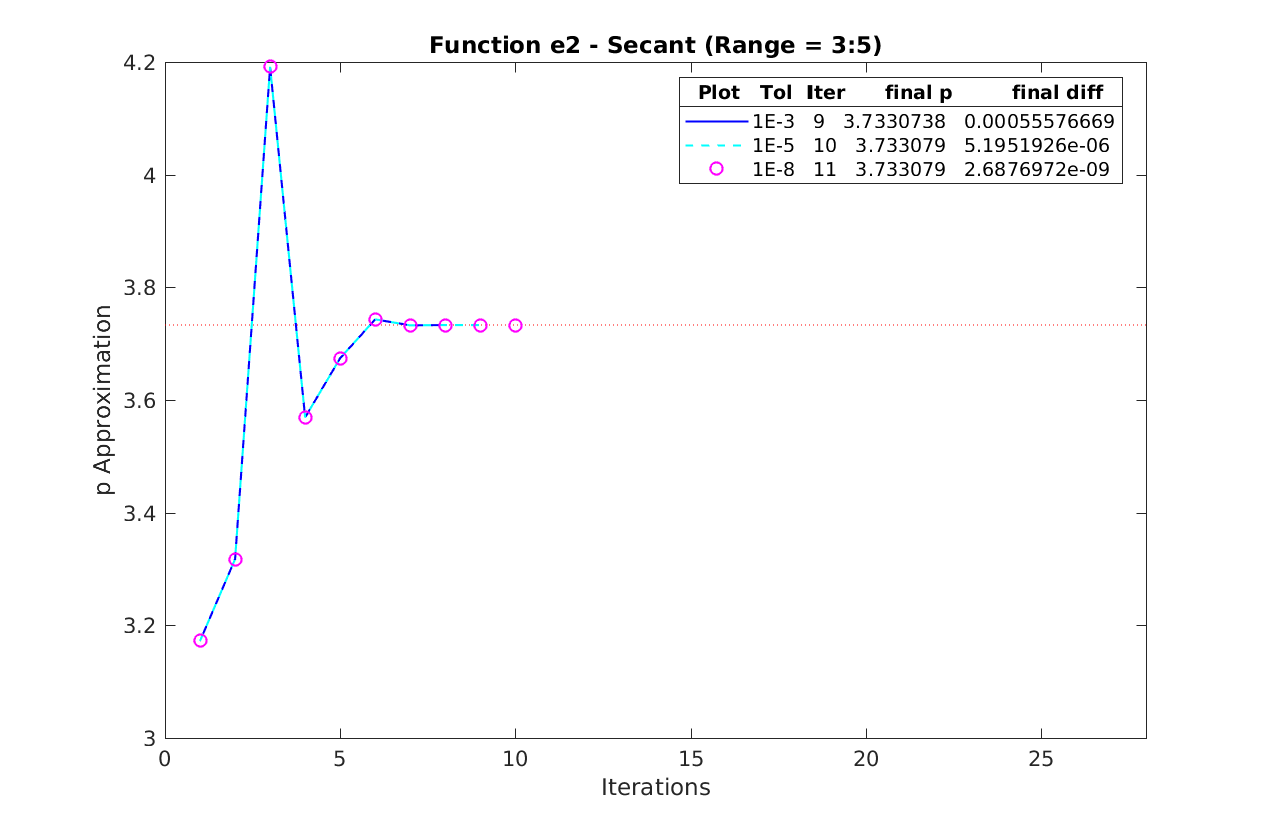 Function e2 - Secant (Range = 3:5)
Plot Tol Iter final p final diff
1E-3 9 3.7330738 0.00055576669
1E-5 10 3.733079 5.1951926e-06
1E-8 11 3.733079 2.6876972e-09
4.2
4
3.8
3.6
3.4
3.2
3
p Approximation
0 5 10 15 20 25
Iterations